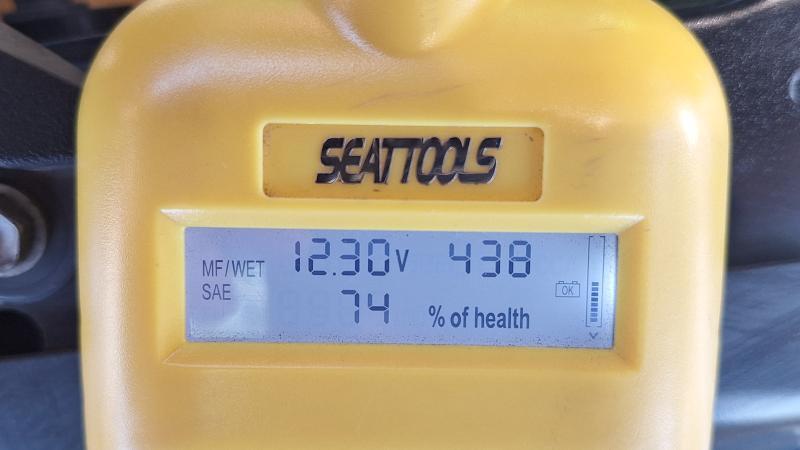 SEATTOOLS
MF/WET 12.30V 438
SAE 74 % of health
OK